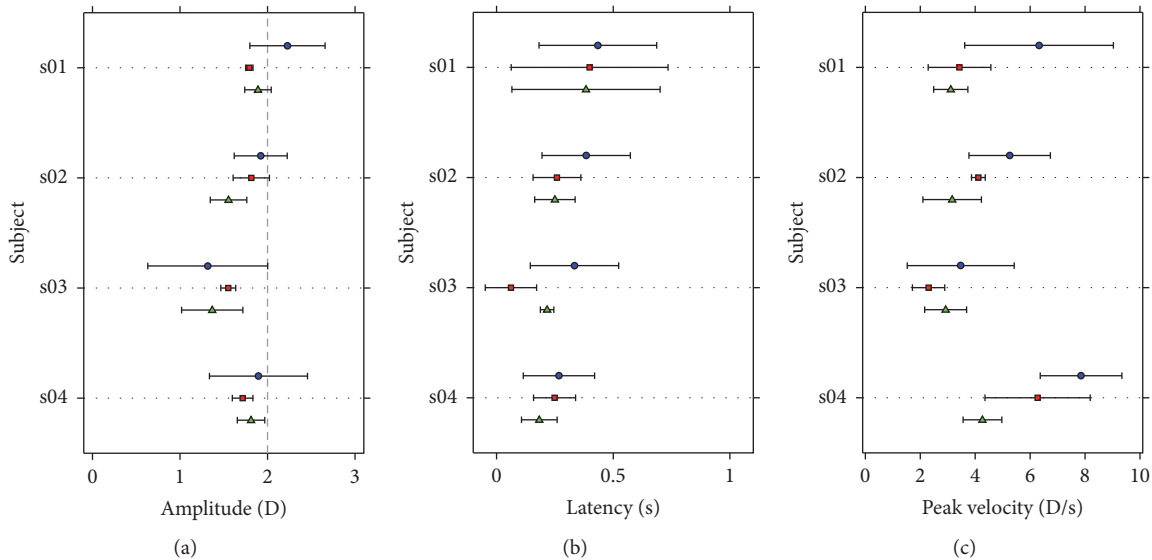 Subject
s01
s02
s03
s04
0 1 2 3
Amplitude (D)
(a)
Subject
s01
s02
s03
s04
0 0.5 1
Latency (s)
(b)
Subject
s01
s02
s03
s04
0 2 4 6 8 10
Peak velocity (D/s)
(c)